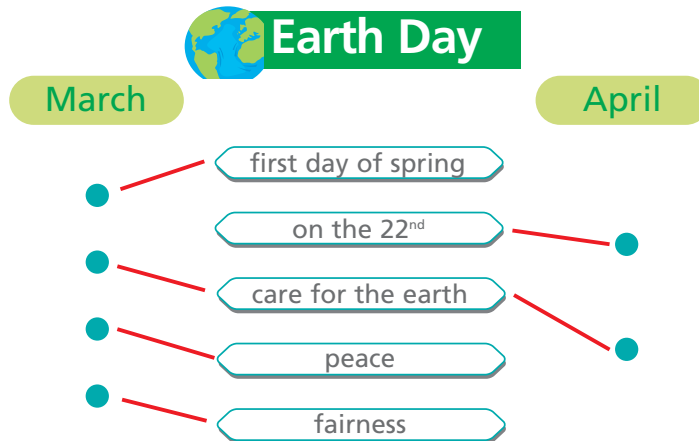 Earth Day
March
April
first day of spring
on the 22nd
care for the earth
peace
fairness